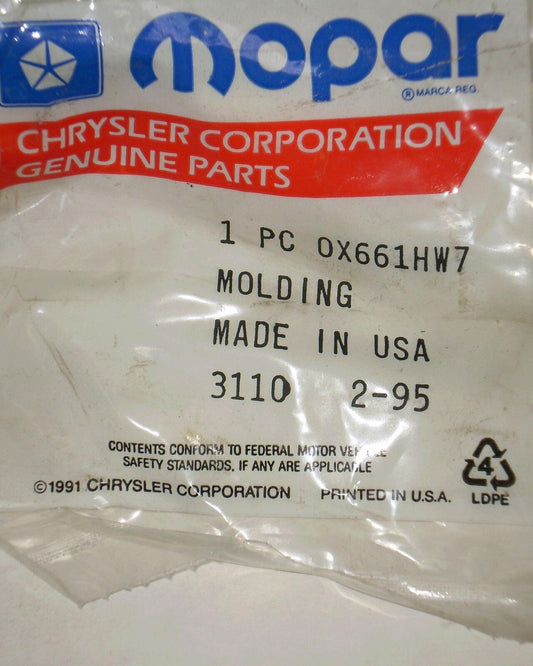 mopar
® MARCA REG.
CHRYSLER CORPORATION
GENUINE PARTS
1 PC OX661HW7
MOLDING
MADE IN USA
3110 2-95
CONTENTS CONFORM TO FEDERAL MOTOR VEHICLE
SAFETY STANDARDS, IF ANY ARE APPLICABLE
©1991 CHRYSLER CORPORATION PRINTED IN U.S.A.
4
LDPE